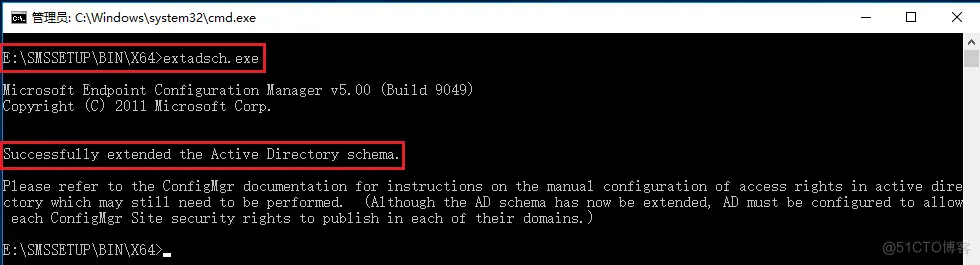 管理员: C:\Windows\system32\cmd.exe
E:\SMSSETUP\BIN\X64>extadsch.exe
Microsoft Endpoint Configuration Manager v5.00 (Build 9049)
Copyright (C) 2011 Microsoft Corp.
Successfully extended the Active Directory schema.
Please refer to the ConfigMgr documentation for instructions on the manual configuration of access rights in active dire
ctory which may still need to be performed.  (Although the AD schema has now be extended, AD must be configured to allow
 each ConfigMgr Site security rights to publish in each of their domains.)
E:\SMSSETUP\BIN\X64>
@51CTO博客